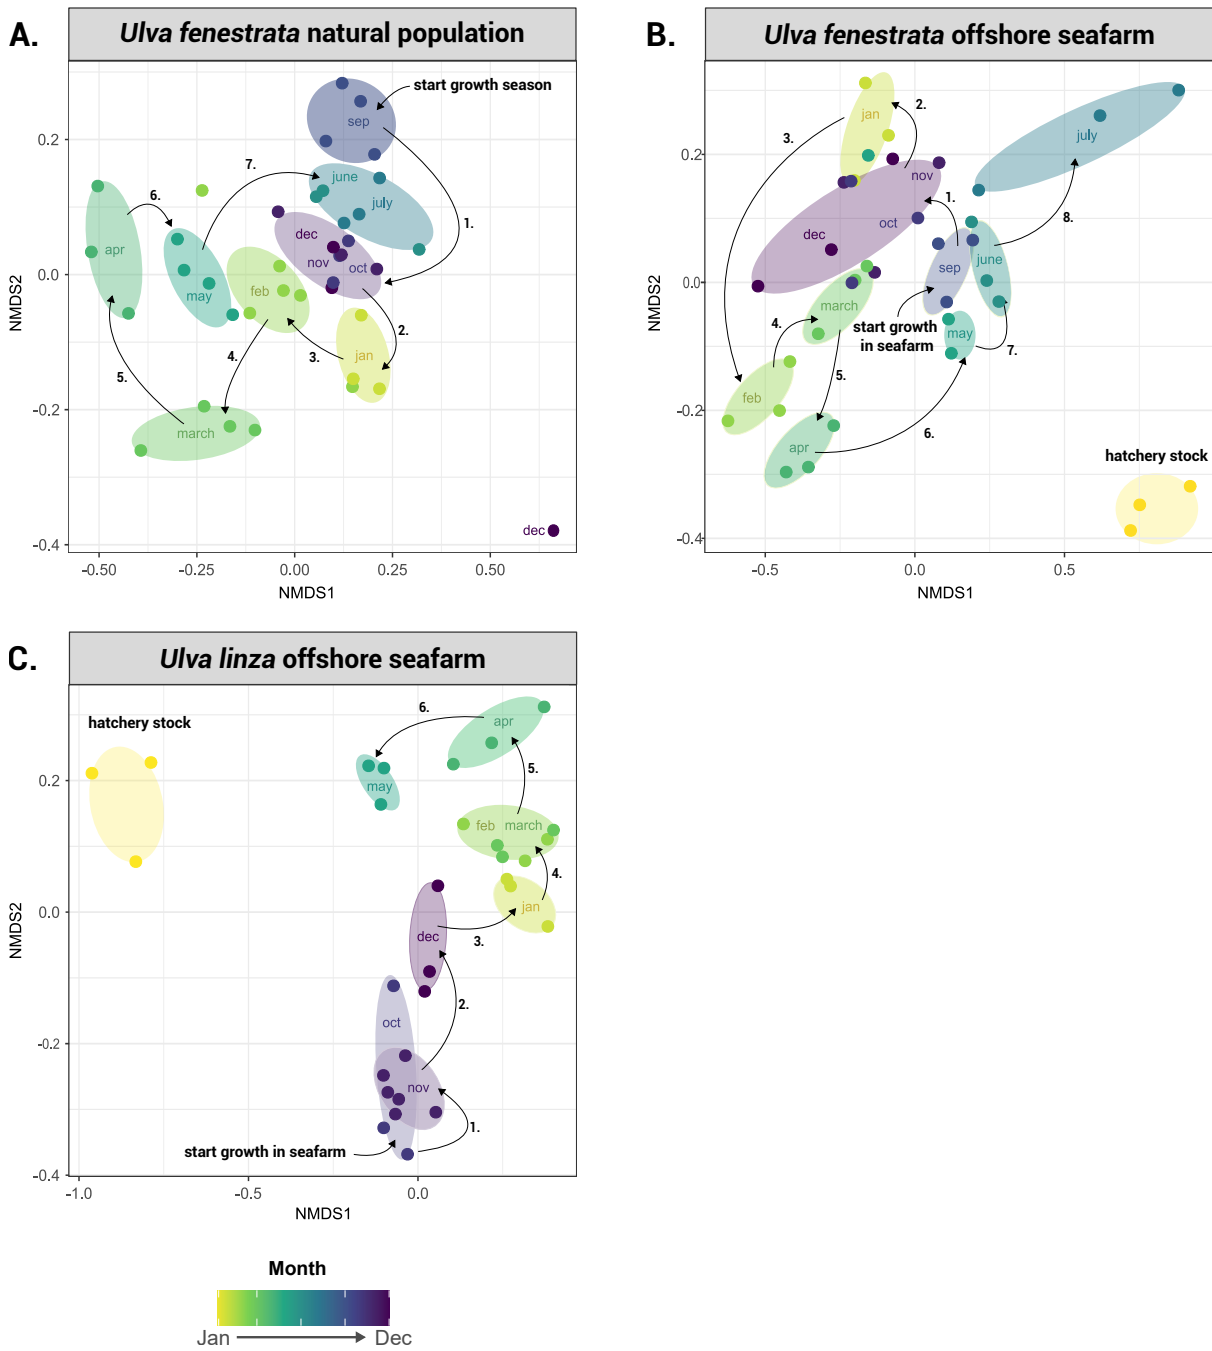 A.
Ulva fenestrata natural population
start growth season
sep
june
july
dec
nov
oct
apr
may
feb
jan
march
dec
1.
2.
3.
4.
5.
6.
7.
0.2
0.0
-0.2
-0.4
NMDS2
-0.50
-0.25
0.00
0.25
0.50
NMDS1
B.
Ulva fenestrata offshore seafarm
jan
july
nov
dec
oct
sep
june
march
start growth
in seafarm
may
feb
apr
hatchery stock
1.
2.
3.
4.
5.
6.
7.
8.
0.2
0.0
-0.2
-0.4
NMDS2
-0.5
0.0
0.5
NMDS1
C.
Ulva linza offshore seafarm
hatchery stock
apr
may
feb
march
jan
dec
oct
nov
start growth in seafarm
1.
2.
3.
4.
5.
6.
0.2
0.0
-0.2
-0.4
NMDS2
-1.0
-0.5
0.0
NMDS1
Month
Jan
Dec